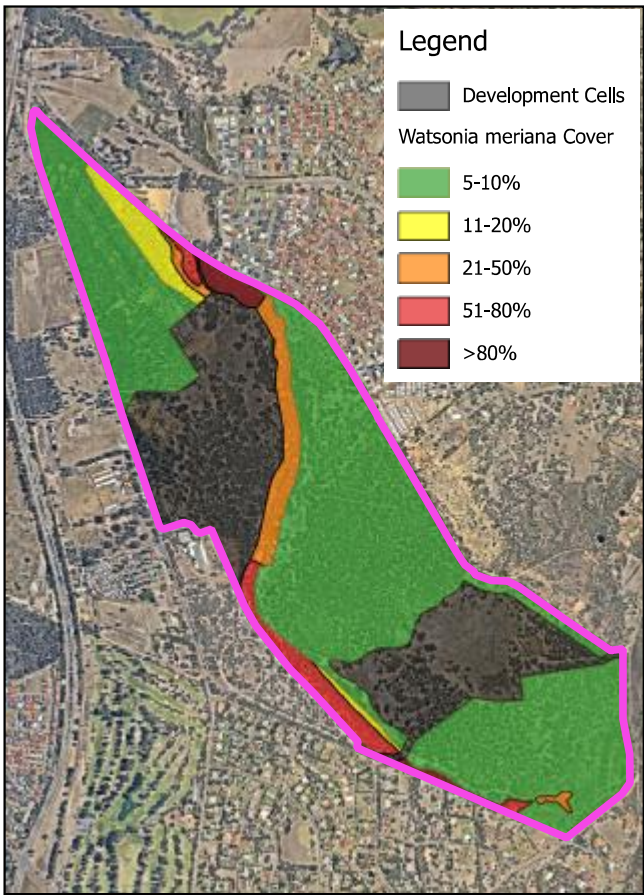 Legend
Development Cells
Watsonia meriana Cover
5-10%
11-20%
21-50%
51-80%
>80%